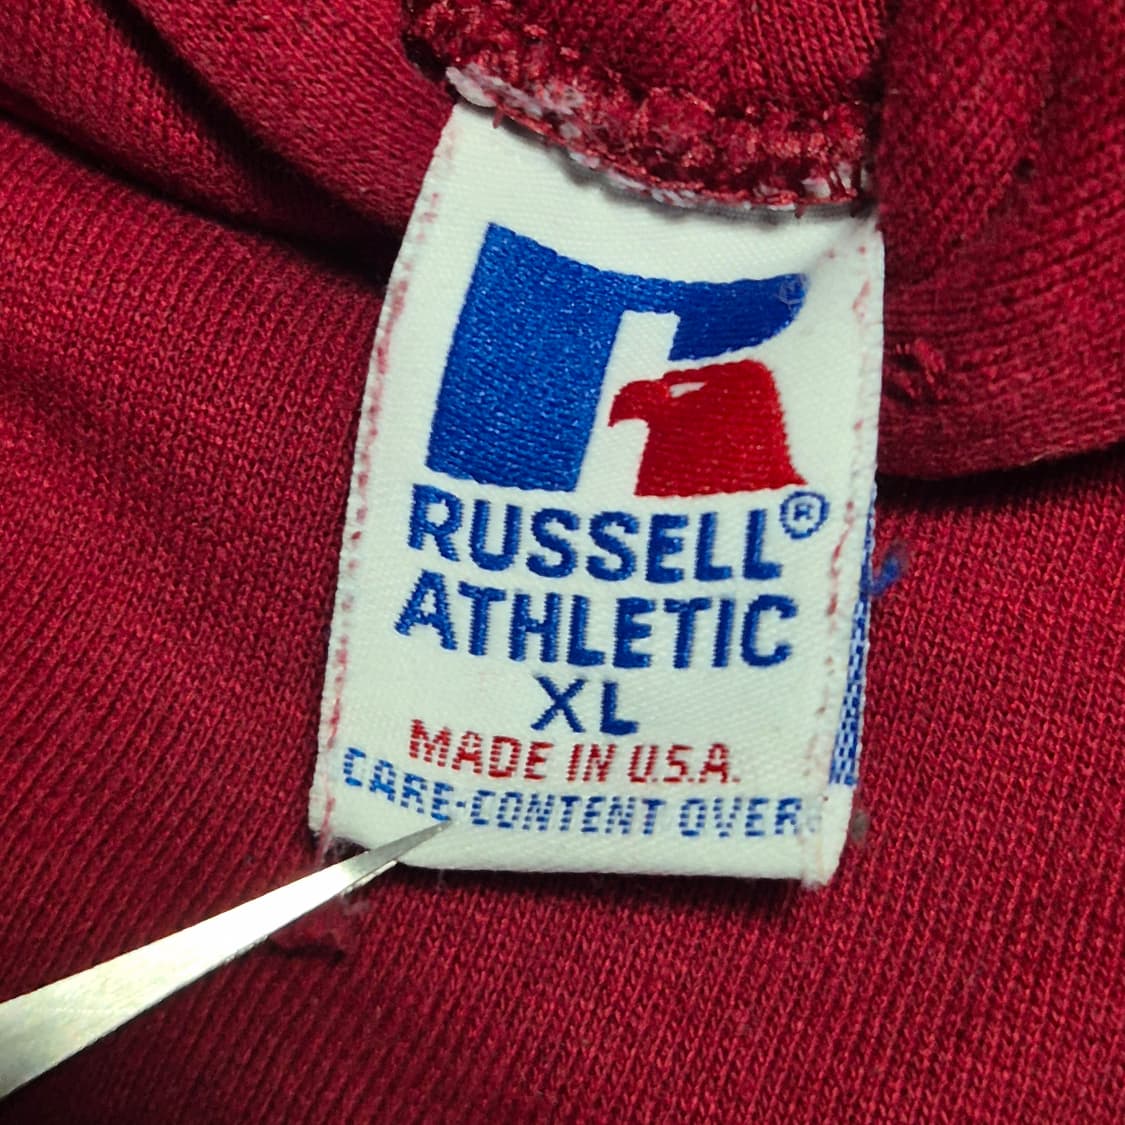 RUSSELL®
ATHLETIC
XL
MADE IN U.S.A.
CARE-CONTENT OVER